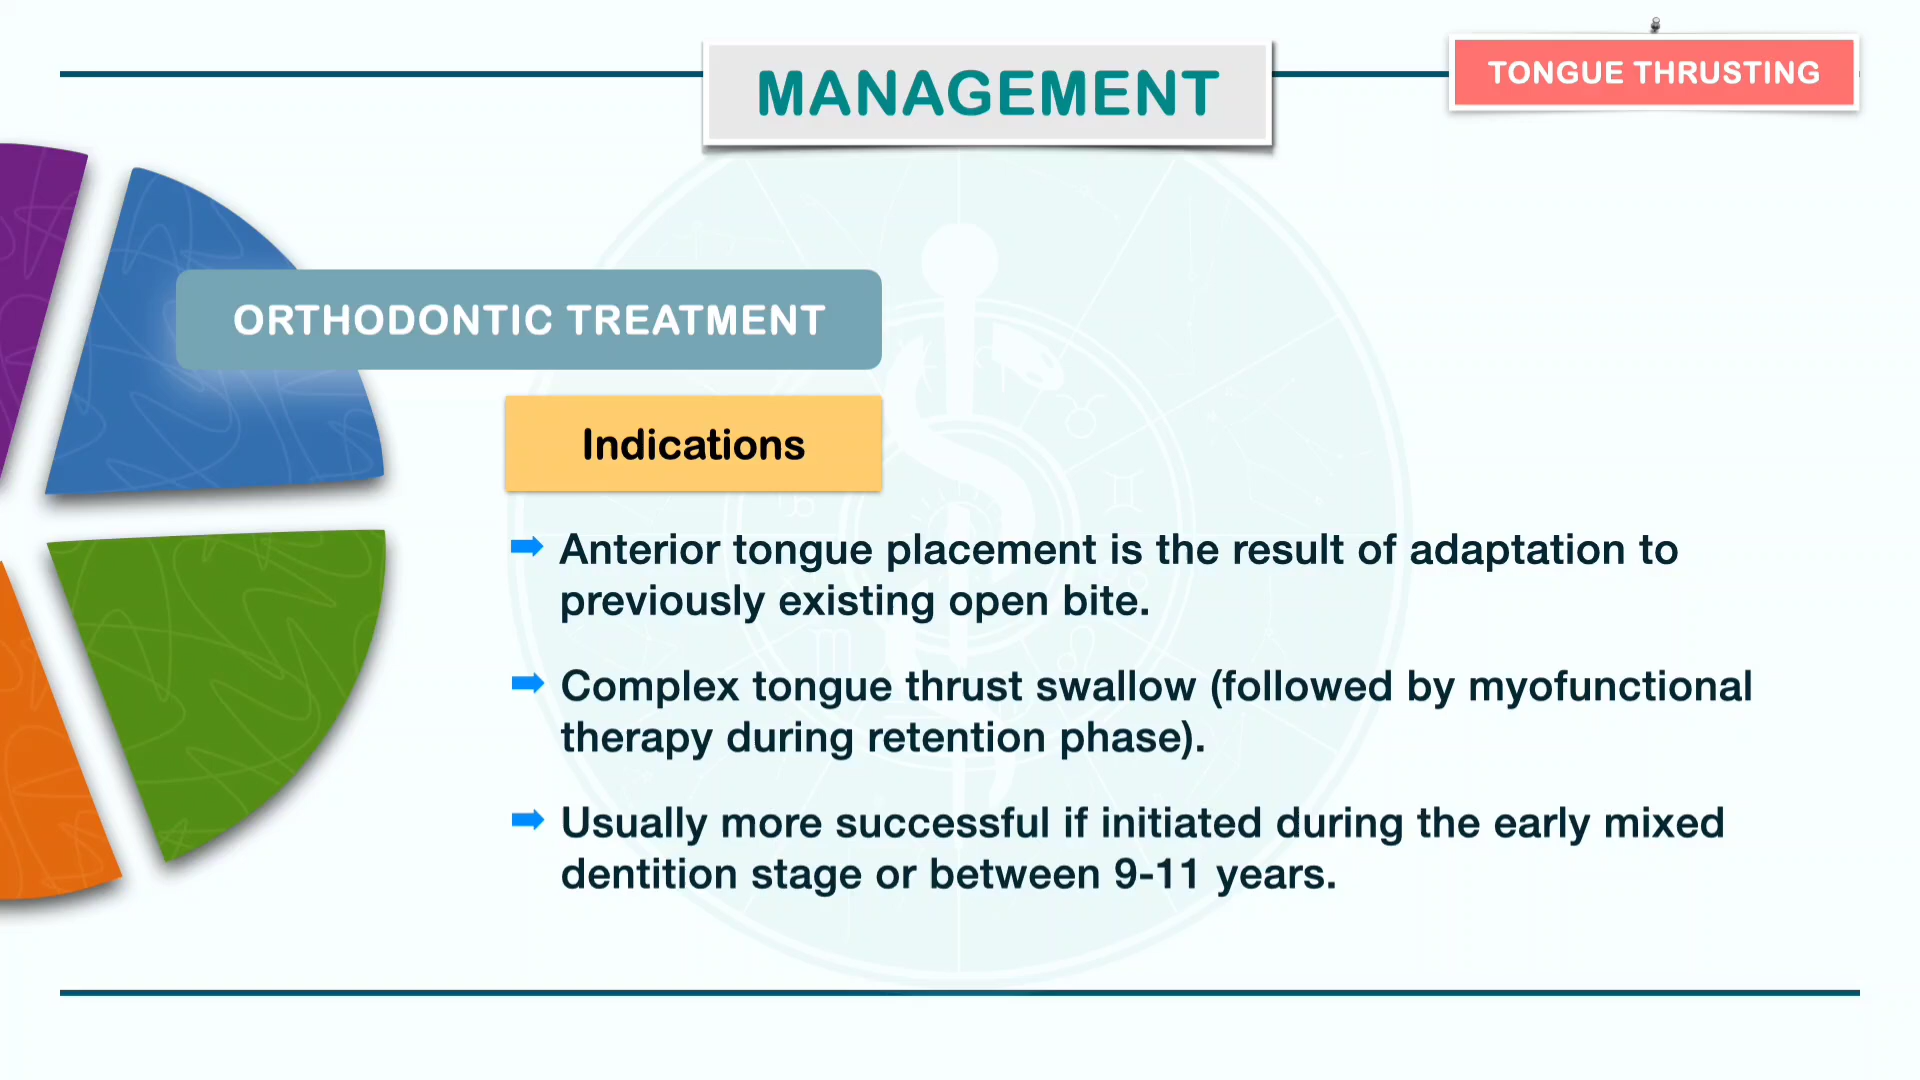 MANAGEMENT
TONGUE THRUSTING
ORTHODONTIC TREATMENT
Indications
Anterior tongue placement is the result of adaptation to
previously existing open bite.
Complex tongue thrust swallow (followed by myofunctional
therapy during retention phase).
Usually more successful if initiated during the early mixed
dentition stage or between 9-11 years.